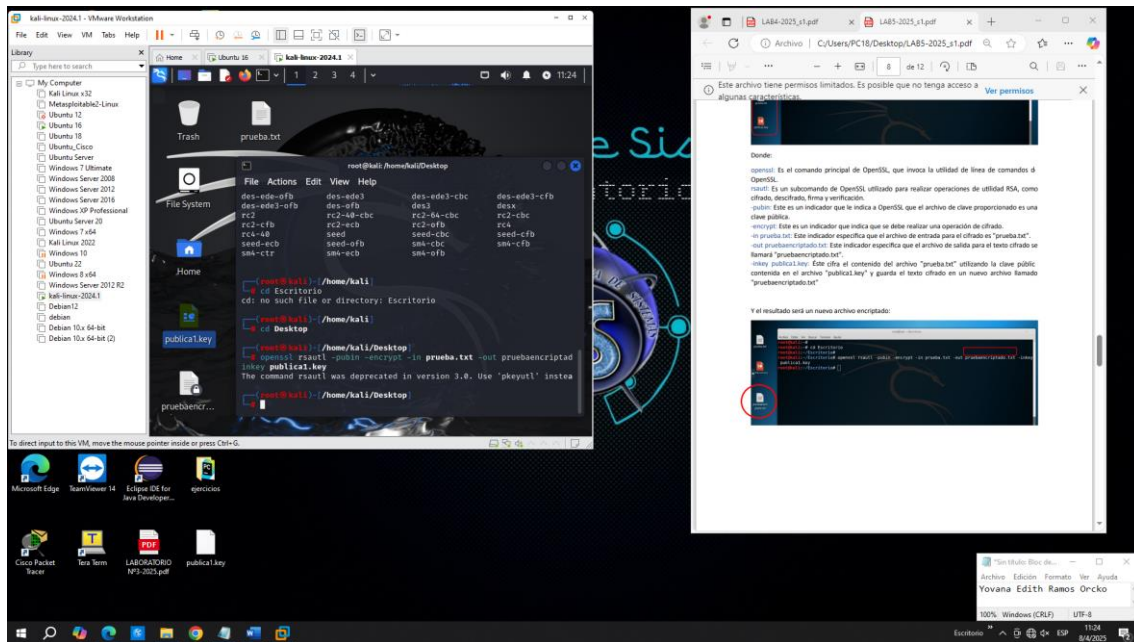 kali-linux-2024.1 - VMware Workstation
File Edit View VM Tabs Help
Library
Type here to search
My Computer
Kali Linux x32
Metasploitable2-Linux
Ubuntu 12
Ubuntu 16
Ubuntu 18
Ubuntu_Cisco
Ubuntu Server
Windows 7 Ultimate
Windows Server 2008
Windows Server 2012
Windows Server 2016
Windows XP Professional
Ubuntu Server 20
Windows 7 x64
Kali Linux 2022
Windows 10
Ubuntu 22
Windows 8 x64
Windows Server 2012 R2
kali-linux-2024.1
Debian12
debian
Debian 10.x 64-bit
Debian 10.x 64-bit (2)
Home
Ubuntu 16
kali-linux-2024.1
1 2 3 4
11:24
Trash
prueba.txt
File System
Home
publica1.key
pruebaencr...
root@kali: /home/kali/Desktop
File Actions Edit View Help
des-ede-ofb des-ede3 des-ede3-cbc des-ede3-cfb
des-ede3-ofb des-ofb des3 desx
rc2 rc2-40-cbc rc2-64-cbc rc2-cbc
rc2-cfb rc2-ecb rc2-ofb rc4
rc4-40 seed seed-cbc seed-cfb
seed-ecb seed-ofb sm4-cbc sm4-cfb
sm4-ctr sm4-ecb sm4-ofb
(root㉿kali)-[/home/kali]
# cd Escritorio
cd: no such file or directory: Escritorio
(root㉿kali)-[/home/kali]
# cd Desktop
(root㉿kali)-[/home/kali/Desktop]
# openssl rsautl -pubin -encrypt -in prueba.txt -out pruebaencriptad
inkey publica1.key
The command rsautl was deprecated in version 3.0. Use 'pkeyutl' instea
(root㉿kali)-[/home/kali/Desktop]
#
To direct input to this VM, move the mouse pointer inside or press Ctrl+G.
LAB4-2025_s1.pdf
LAB5-2025_s1.pdf
Archivo C:/Users/PC18/Desktop/LAB5-2025_s1.pdf
8 de 12
Este archivo tiene permisos limitados. Es posible que no tenga acceso a
algunas características.
Ver permisos
Donde:
openssl: Es el comando principal de OpenSSL, que invoca la utilidad de línea de comandos d
OpenSSL.
rsautl: Es un subcomando de OpenSSL utilizado para realizar operaciones de utilidad RSA, como
cifrado, descifrado, firma y verificación.
-pubin: Este es un indicador que le indica a OpenSSL que el archivo de clave proporcionado es una
clave pública.
-encrypt: Este es un indicador que indica que se debe realizar una operación de cifrado.
-in prueba.txt: Este indicador especifica que el archivo de entrada para el cifrado es "prueba.txt".
-out pruebaencriptado.txt: Este indicador especifica que el archivo de salida para el texto cifrado se
llamará "pruebaencriptado.txt".
-inkey publica1.key: Éste cifra el contenido del archivo "prueba.txt" utilizando la clave públic
contenida en el archivo "publica1.key" y guarda el texto cifrado en un nuevo archivo llamado
"pruebaencriptado.txt"
Y el resultado será un nuevo archivo encriptado:
cd Escritorio
openssl rsautl -pubin -encrypt -in prueba.txt -out pruebaencriptado.txt -inkey
publica1.key
Microsoft Edge
TeamViewer 14
Eclipse IDE for
Java Developer...
ejercicios
Cisco Packet
Tracer
Tera Term
LABORATORIO
Nº3-2025.pdf
publica1.key
*Sin título: Bloc de...
Archivo Edición Formato Ver Ayuda
Yovana Edith Ramos Orcko
100% Windows (CRLF) UTF-8
Escritorio
ESP
11:24
8/4/2025